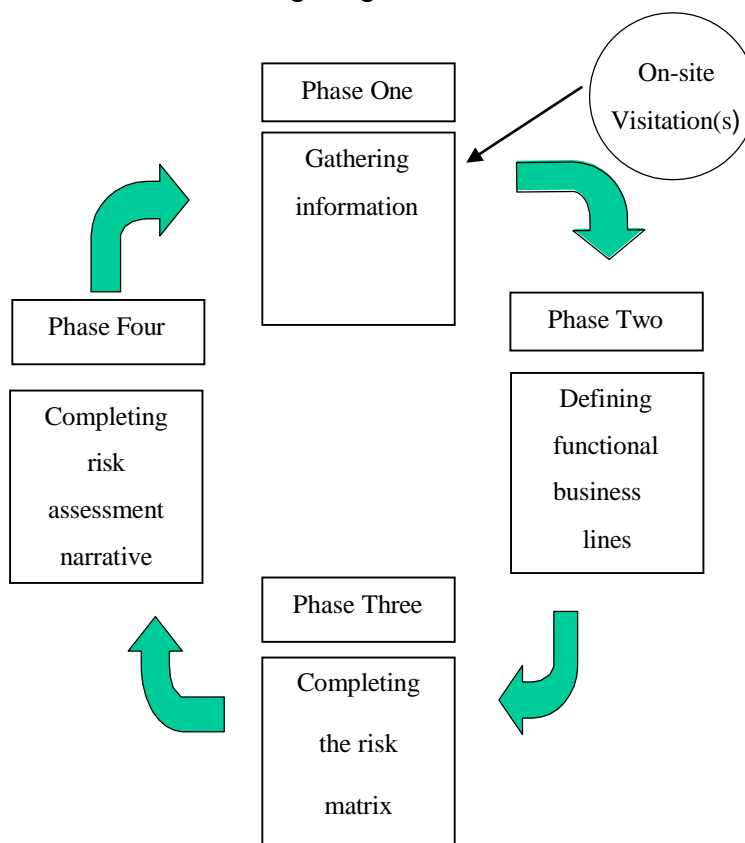 On-site
Visitation(s)
Phase One
Gathering
information
Phase Two
Defining
functional
business
lines
Phase Three
Completing
the risk
matrix
Phase Four
Completing
risk
assessment
narrative